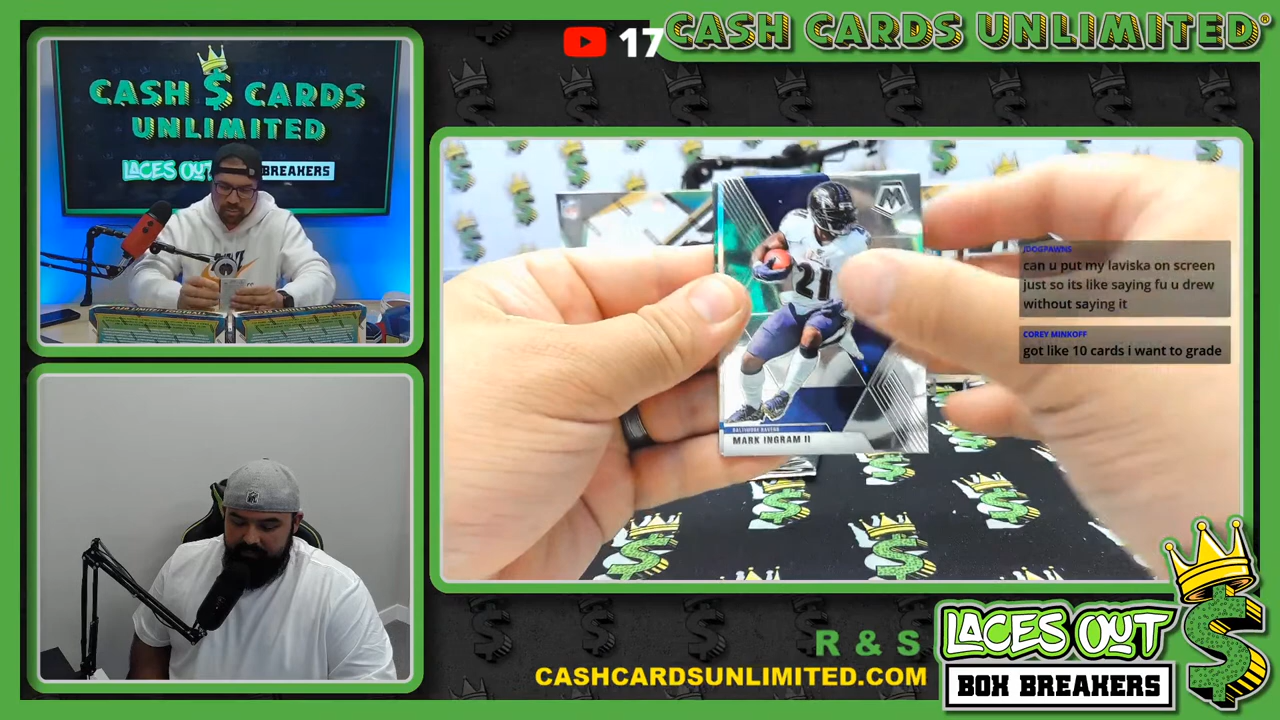 17
CASH CARDS UNLIMITED®
CASH $ CARDS
UNLIMITED
LACES OUT
BREAKERS
21
BALTIMORE RAVENS
MARK INGRAM II
JDOGPAWNS
can u put my laviska on screen
just so its like saying fu u drew
without saying it
COREY MINKOFF
got like 10 cards i want to grade
R & S
CASHCARDSUNLIMITED.COM
LACES OUT
BOX BREAKERS